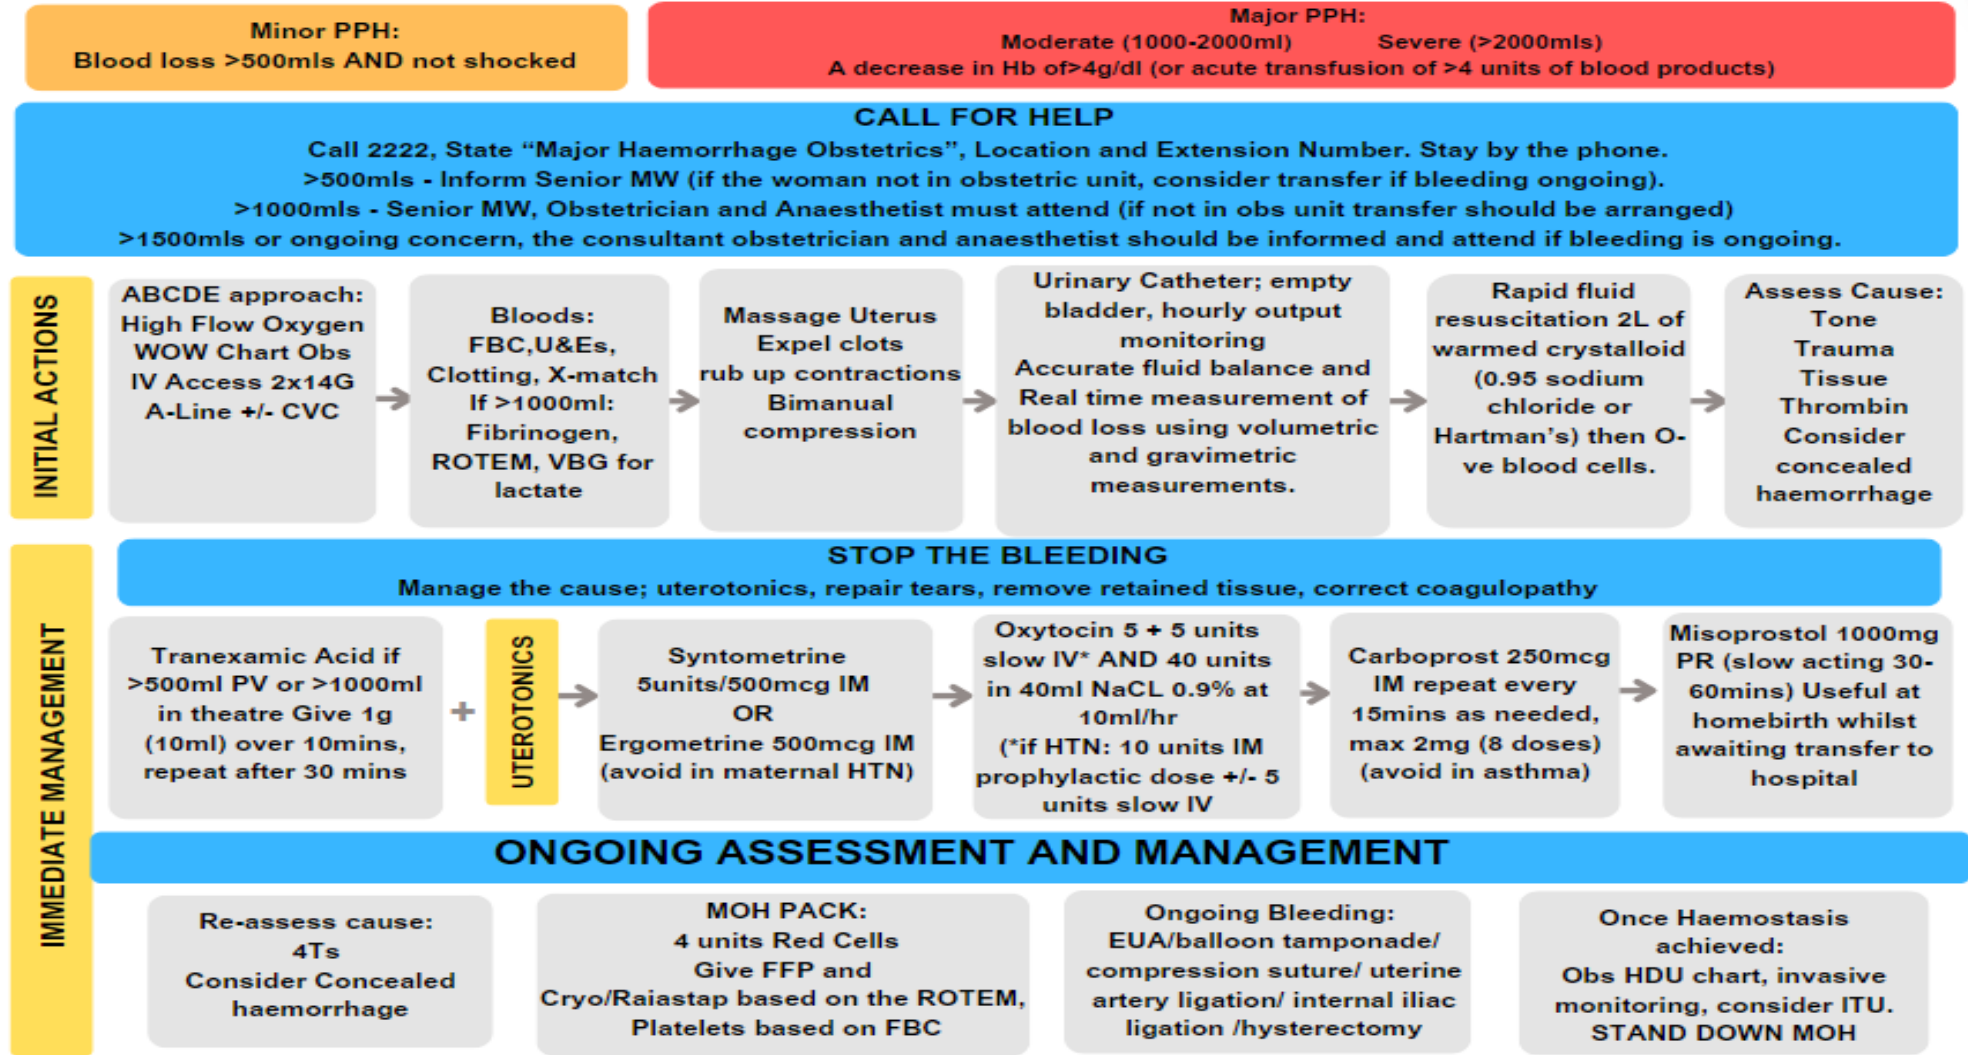 Minor PPH:
Blood loss >500mls AND not shocked
Major PPH:
Moderate (1000-2000ml) Severe (>2000mls)
A decrease in Hb of>4g/dl (or acute transfusion of >4 units of blood products)
CALL FOR HELP
Call 2222, State “Major Haemorrhage Obstetrics”, Location and Extension Number. Stay by the phone.
>500mls - Inform Senior MW (if the woman not in obstetric unit, consider transfer if bleeding ongoing).
>1000mls - Senior MW, Obstetrician and Anaesthetist must attend (if not in obs unit transfer should be arranged)
>1500mls or ongoing concern, the consultant obstetrician and anaesthetist should be informed and attend if bleeding is ongoing.
INITIAL ACTIONS
ABCDE approach:
High Flow Oxygen
WOW Chart Obs
IV Access 2x14G
A-Line +/- CVC
Bloods:
FBC,U&Es,
Clotting, X-match
If >1000ml:
Fibrinogen,
ROTEM, VBG for
lactate
Massage Uterus
Expel clots
rub up contractions
Bimanual
compression
Urinary Catheter; empty
bladder, hourly output
monitoring
Accurate fluid balance and
Real time measurement of
blood loss using volumetric
and gravimetric
measurements.
Rapid fluid
resuscitation 2L of
warmed crystalloid
(0.95 sodium
chloride or
Hartman’s) then O-
ve blood cells.
Assess Cause:
Tone
Trauma
Tissue
Thrombin
Consider
concealed
haemorrhage
IMMEDIATE MANAGEMENT
STOP THE BLEEDING
Manage the cause; uterotonics, repair tears, remove retained tissue, correct coagulopathy
Tranexamic Acid if
>500ml PV or >1000ml
in theatre Give 1g
(10ml) over 10mins,
repeat after 30 mins
+
UTEROTONICS
Syntometrine
5units/500mcg IM
OR
Ergometrine 500mcg IM
(avoid in maternal HTN)
Oxytocin 5 + 5 units
slow IV* AND 40 units
in 40ml NaCL 0.9% at
10ml/hr
(*if HTN: 10 units IM
prophylactic dose +/- 5
units slow IV
Carboprost 250mcg
IM repeat every
15mins as needed,
max 2mg (8 doses)
(avoid in asthma)
Misoprostol 1000mg
PR (slow acting 30-
60mins) Useful at
homebirth whilst
awaiting transfer to
hospital
ONGOING ASSESSMENT AND MANAGEMENT
Re-assess cause:
4Ts
Consider Concealed
haemorrhage
MOH PACK:
4 units Red Cells
Give FFP and
Cryo/Raiastap based on the ROTEM,
Platelets based on FBC
Ongoing Bleeding:
EUA/balloon tamponade/
compression suture/ uterine
artery ligation/ internal iliac
ligation /hysterectomy
Once Haemostasis
achieved:
Obs HDU chart, invasive
monitoring, consider ITU.
STAND DOWN MOH